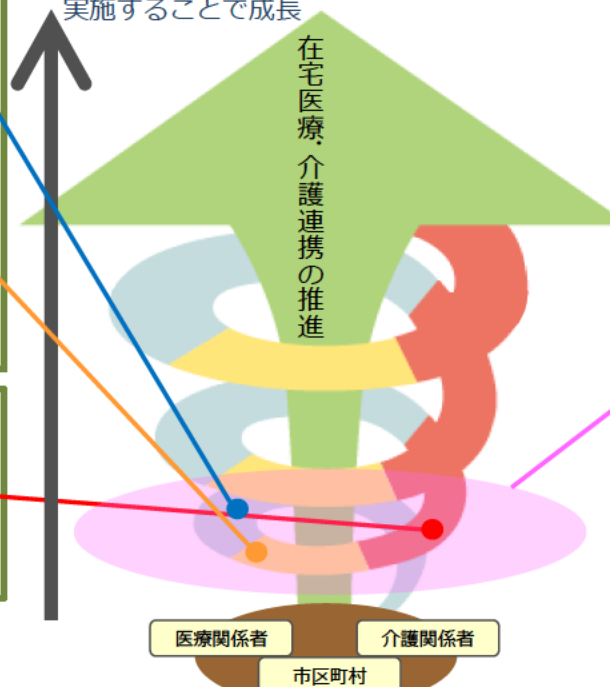 実施することで成長
在宅医療・介護連携の推進
医療関係者
介護関係者
市区町村